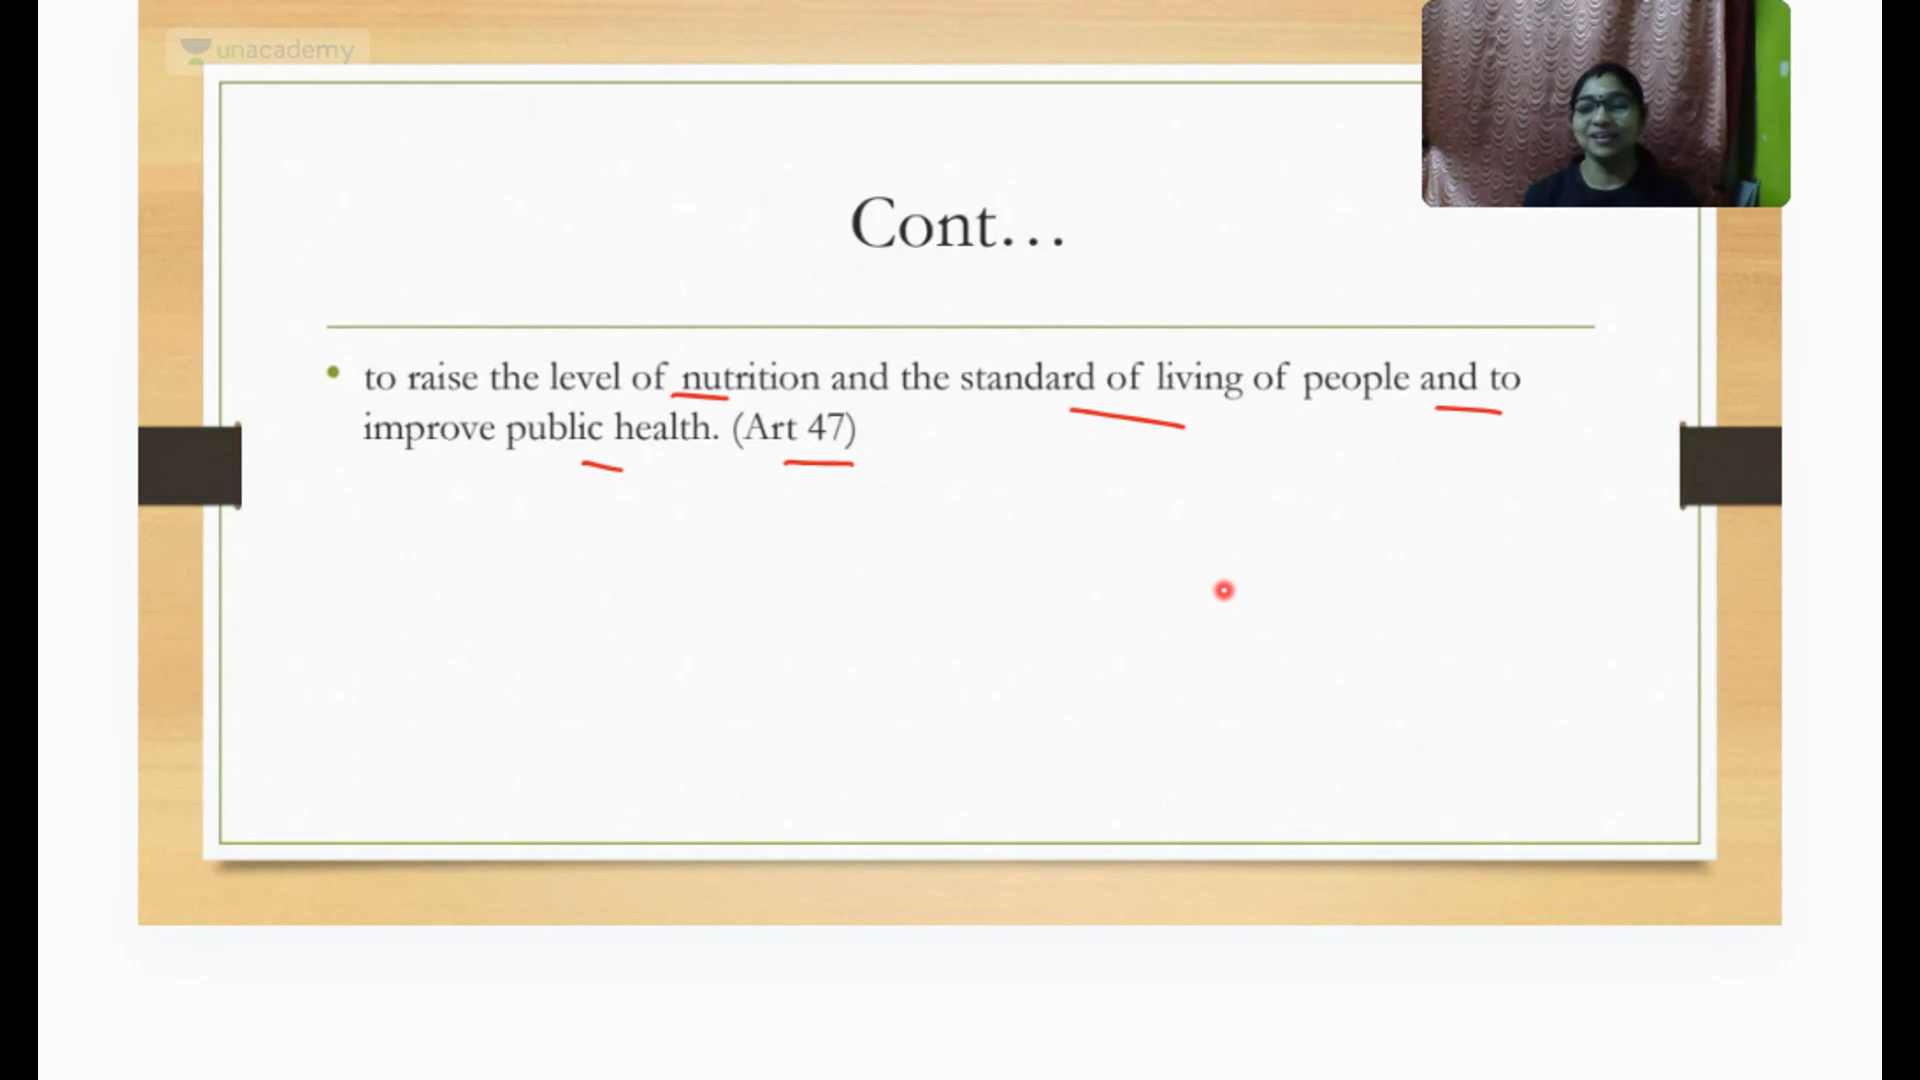 unacademy
Cont...
• to raise the level of nutrition and the standard of living of people and to
improve public health. (Art 47)